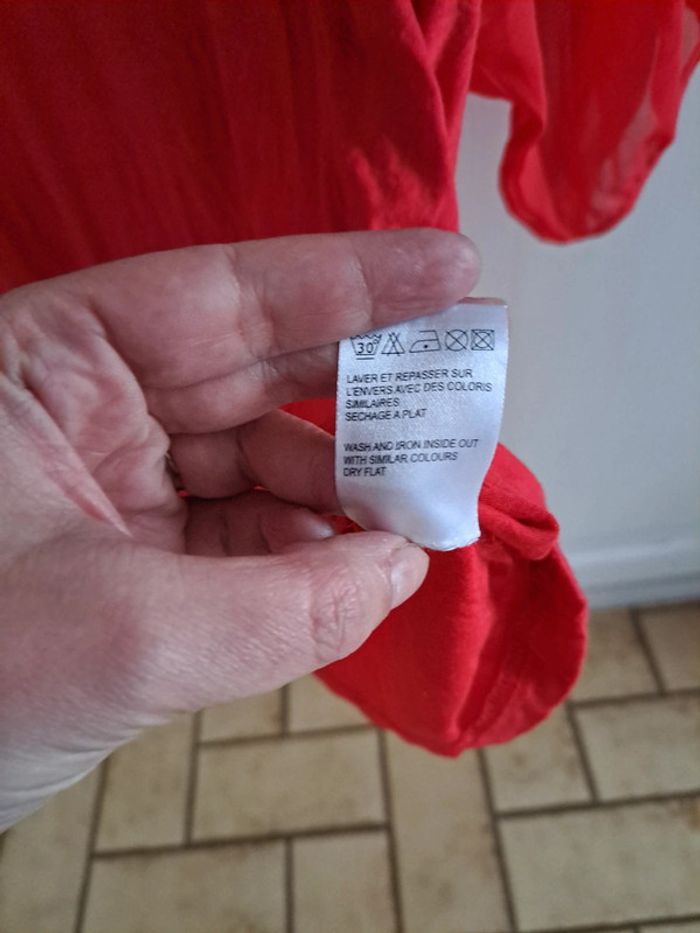 30°
LAVER ET REPASSER SUR
L'ENVERS AVEC DES COLORIS
SIMILAIRES
SECHAGE A PLAT
WASH AND IRON INSIDE OUT
WITH SIMILAR COLOURS
DRY FLAT